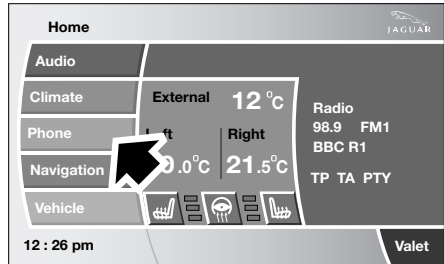 Home
JAGUAR
Audio
Climate
Phone
Navigation
Vehicle
External 12 °C
Right
.0°C 21.5°C
Radio
98.9 FM1
BBC R1
TP TA PTY
12 : 26 pm
Valet